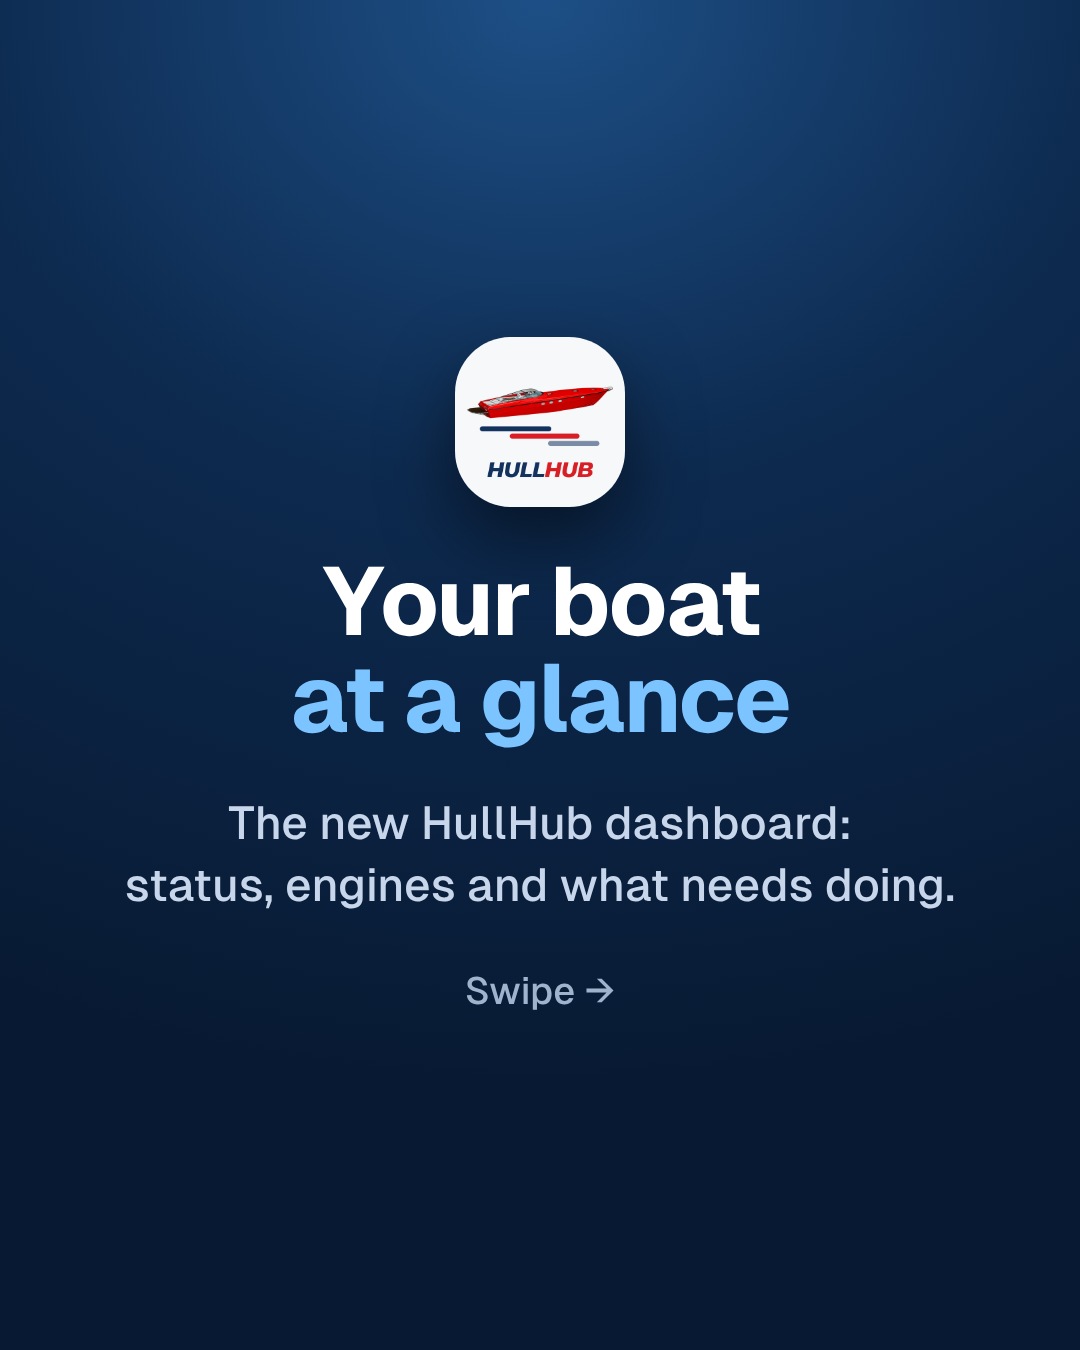 HULLHUB
Your boat
at a glance
The new HullHub dashboard:
status, engines and what needs doing.
Swipe →